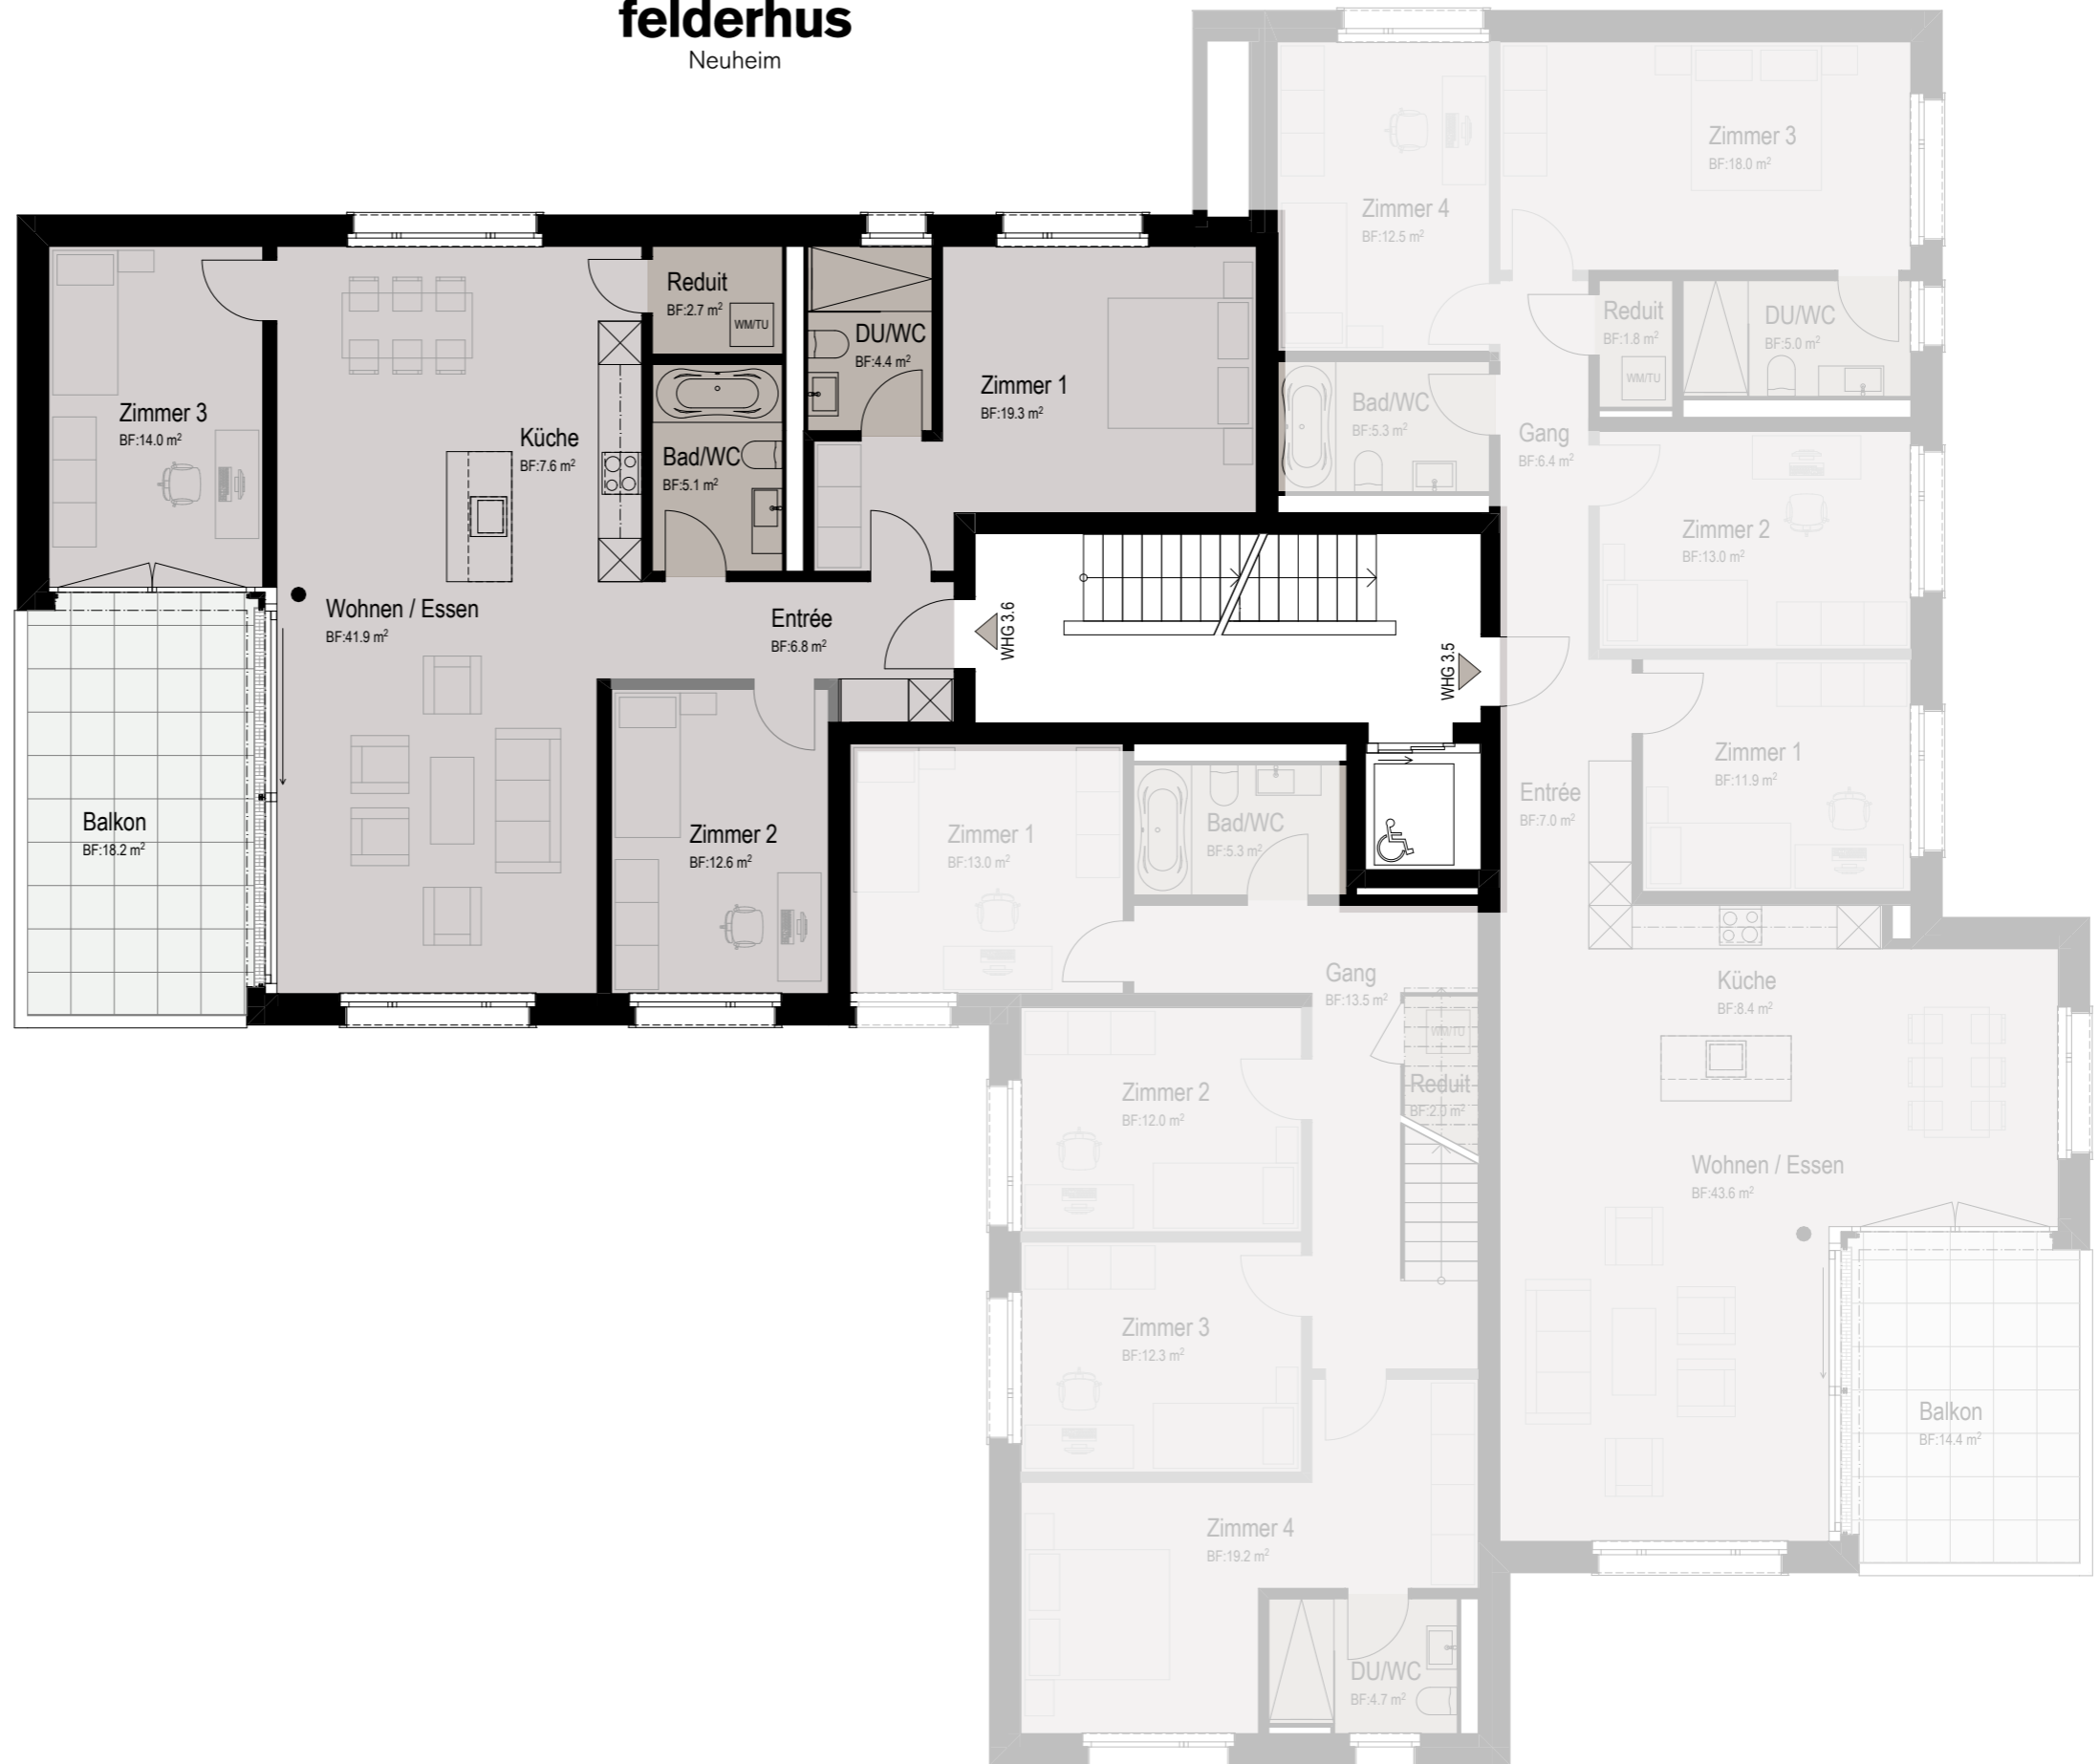 felderhus
Neuheim
Zimmer 3
BF:14.0 m²
Küche
BF:7.6 m²
Reduit
BF:2.7 m²
WM/TU
DU/WC
BF:4.4 m²
Bad/WC
BF:5.1 m²
Zimmer 1
BF:19.3 m²
Wohnen / Essen
BF:41.9 m²
Entrée
BF:6.8 m²
WHG 3.6
WHG 3.5
Balkon
BF:18.2 m²
Zimmer 2
BF:12.6 m²
Zimmer 4
BF:12.5 m²
Zimmer 3
BF:18.0 m²
Reduit
BF:1.8 m²
WM/TU
DU/WC
BF:5.0 m²
Bad/WC
BF:5.3 m²
Gang
BF:6.4 m²
Zimmer 2
BF:13.0 m²
Zimmer 1
BF:11.9 m²
Entrée
BF:7.0 m²
Küche
BF:8.4 m²
Wohnen / Essen
BF:43.6 m²
Balkon
BF:14.4 m²
Zimmer 1
BF:13.0 m²
Bad/WC
BF:5.3 m²
Gang
BF:13.5 m²
WM/TU
Reduit
BF:2.0 m²
Zimmer 2
BF:12.0 m²
Zimmer 3
BF:12.3 m²
Zimmer 4
BF:19.2 m²
DU/WC
BF:4.7 m²